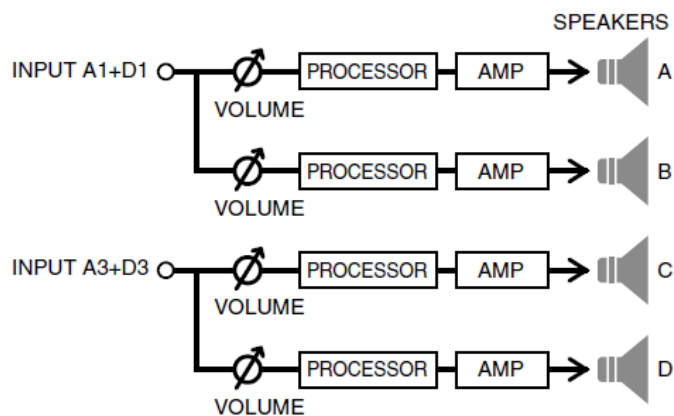 SPEAKERS
INPUT A1+D1 PROCESSOR AMP A
VOLUME
PROCESSOR AMP B
VOLUME
INPUT A3+D3 PROCESSOR AMP C
VOLUME
PROCESSOR AMP D
VOLUME